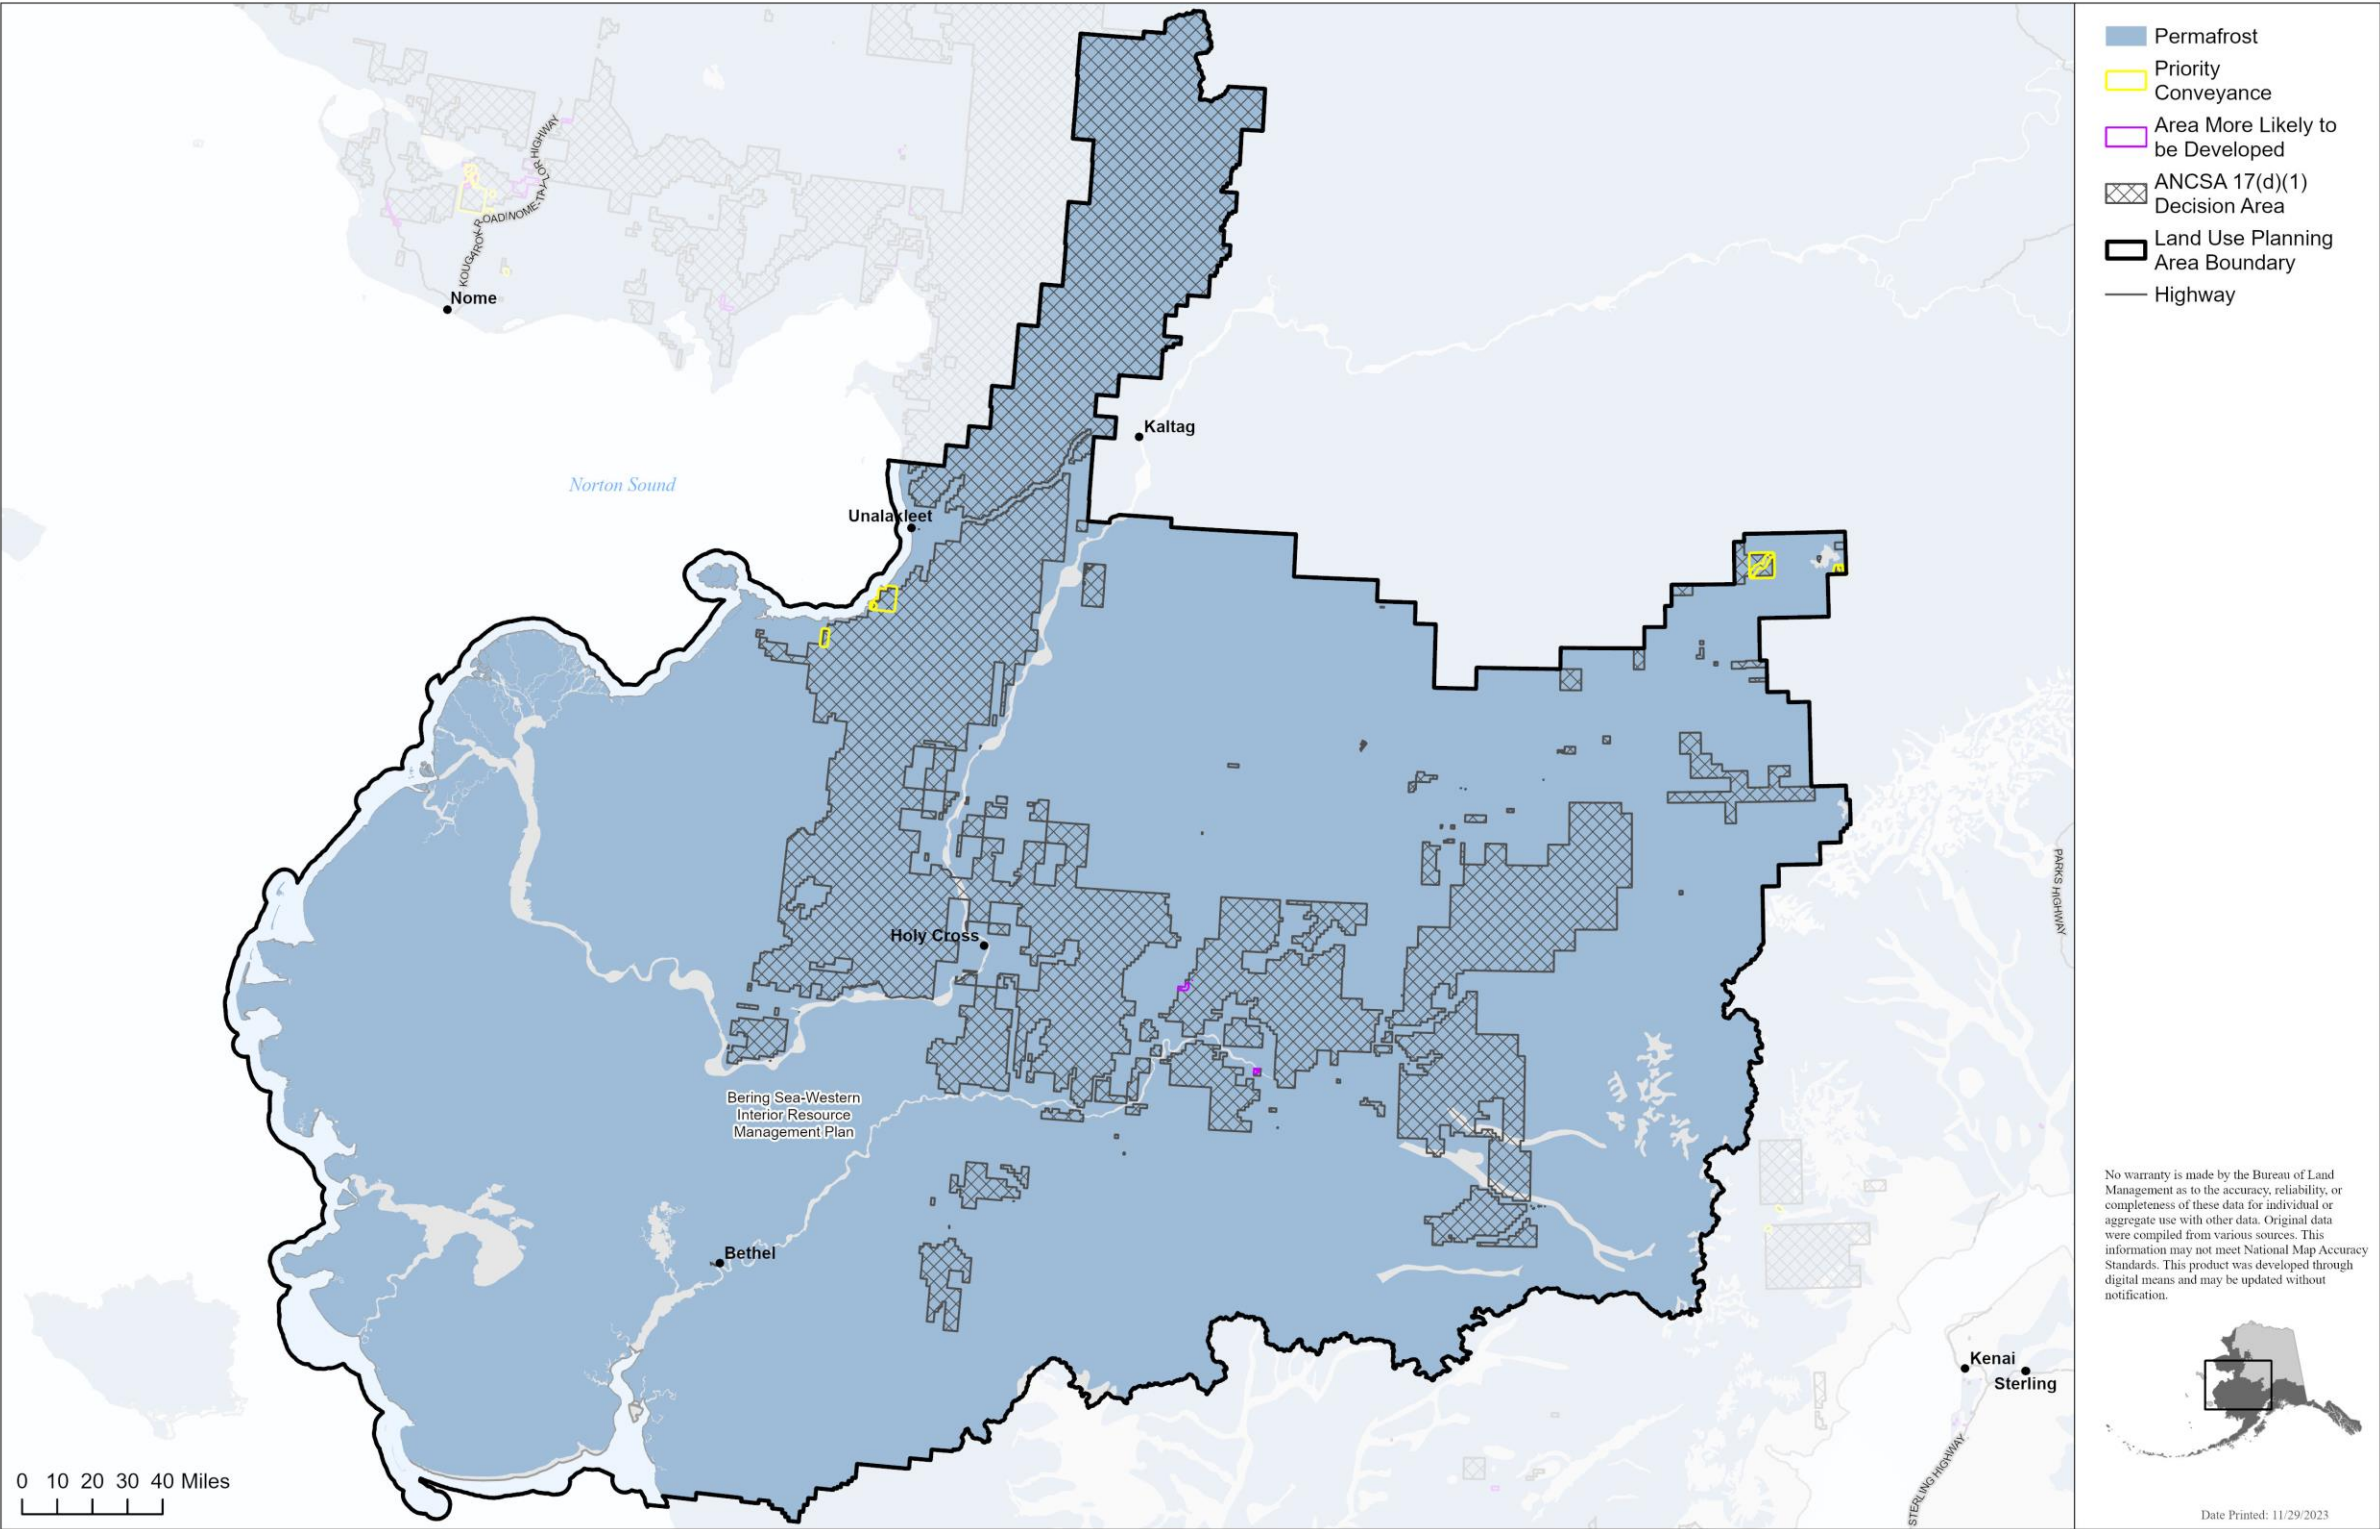 Permafrost
Priority
Conveyance
Area More Likely to
be Developed
ANCSA 17(d)(1)
Decision Area
Land Use Planning
Area Boundary
Highway
KOUGAROK ROAD/NOME-TAYLOR HIGHWAY
Nome
Kaltag
Norton Sound
Unalakleet
PARKS HIGHWAY
Holy Cross
Bering Sea-Western
Interior Resource
Management Plan
Bethel
Kenai
Sterling
STERLING HIGHWAY
0 10 20 30 40 Miles
No warranty is made by the Bureau of Land
Management as to the accuracy, reliability, or
completeness of these data for individual or
aggregate use with other data. Original data
were compiled from various sources. This
information may not meet National Map Accuracy
Standards. This product was developed through
digital means and may be updated without
notification.
Date Printed: 11/29/2023